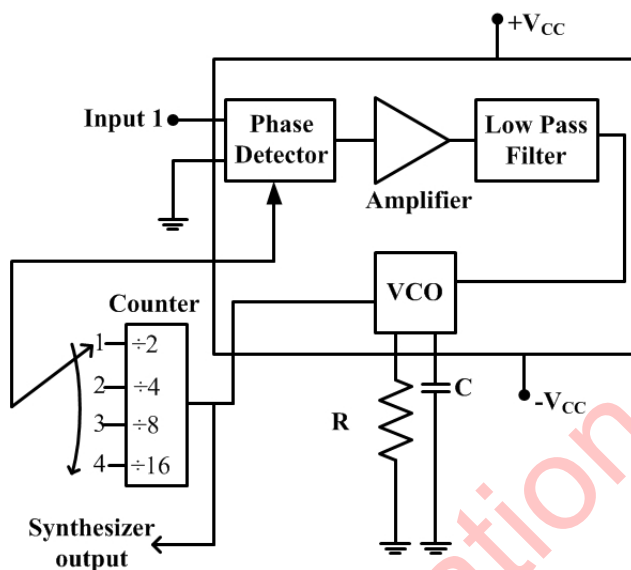 +VCC
Input 1
Phase
Detector
Amplifier
Low Pass
Filter
VCO
Counter
1 ÷2
2 ÷4
3 ÷8
4 ÷16
R
C
-VCC
Synthesizer
output